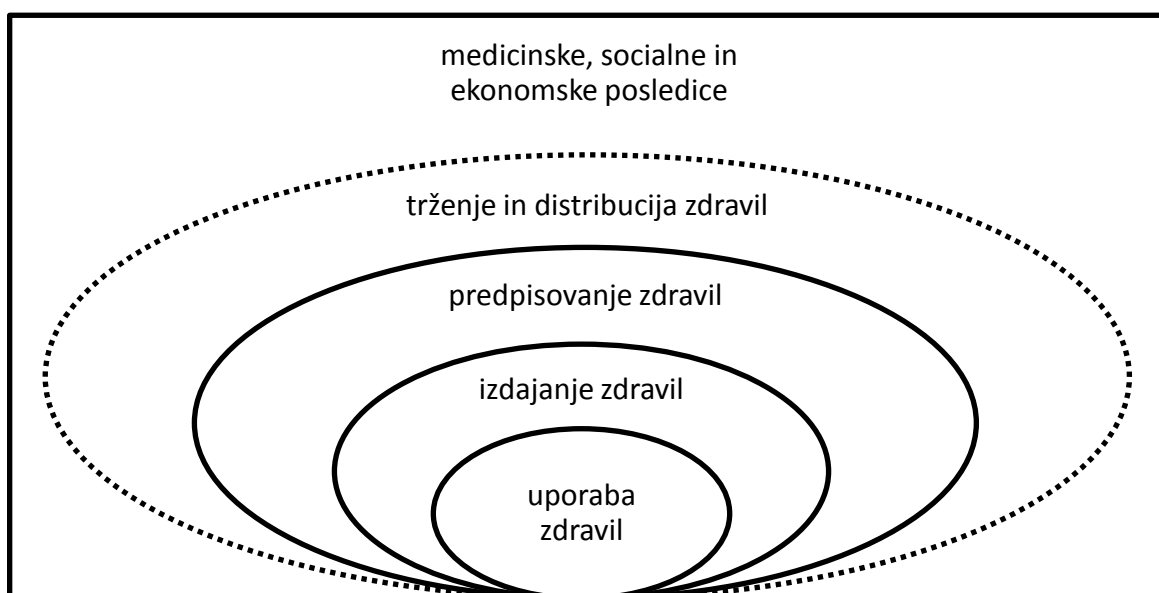 medicinske, socialne in
ekonomske posledice
trženje in distribucija zdravil
predpisovanje zdravil
izdajanje zdravil
uporaba
zdravil